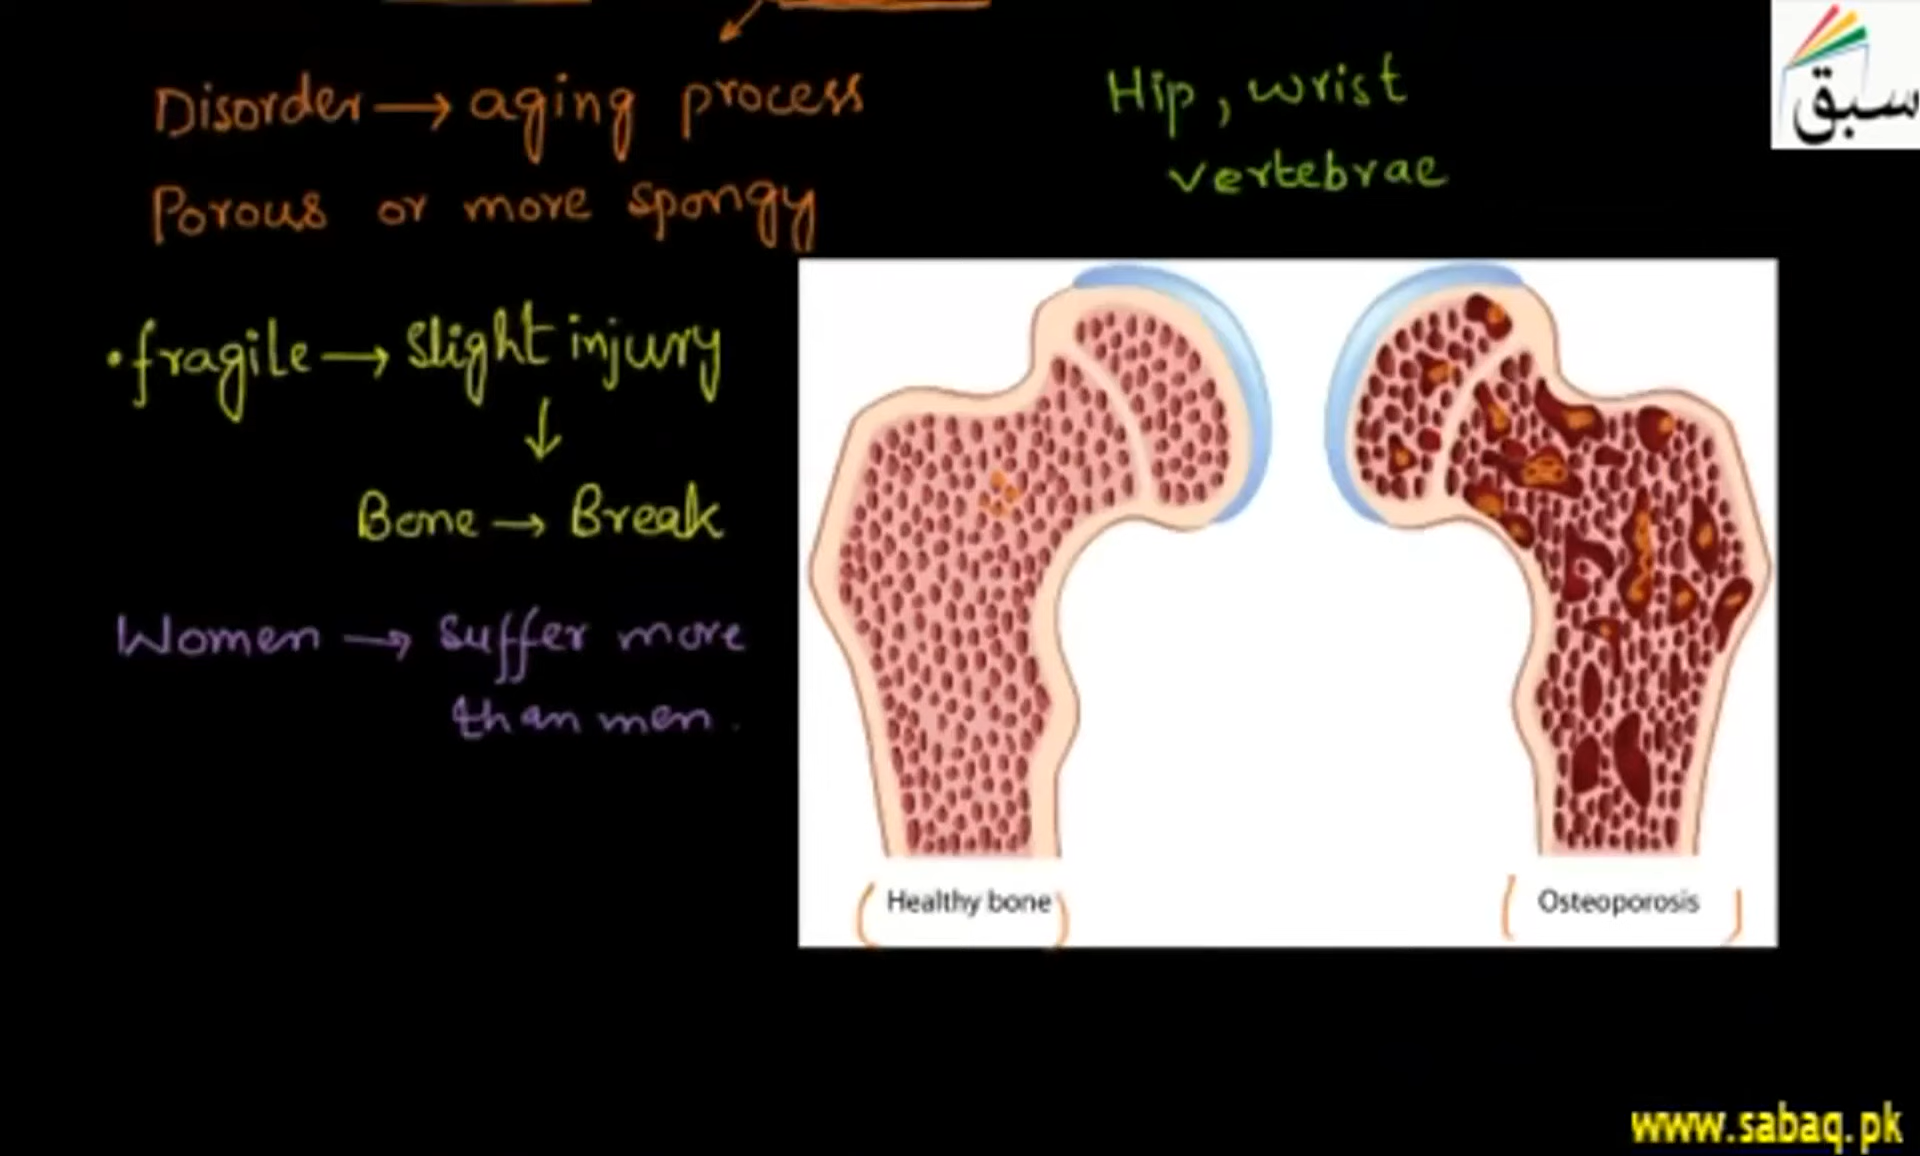 Disorder → aging process
Porous or more spongy
Hip, wrist
vertebrae
سبق
• fragile → slight injury
↓
Bone → Break
Women → suffer more
than men.
Healthy bone
Osteoporosis
www.sabaq.pk